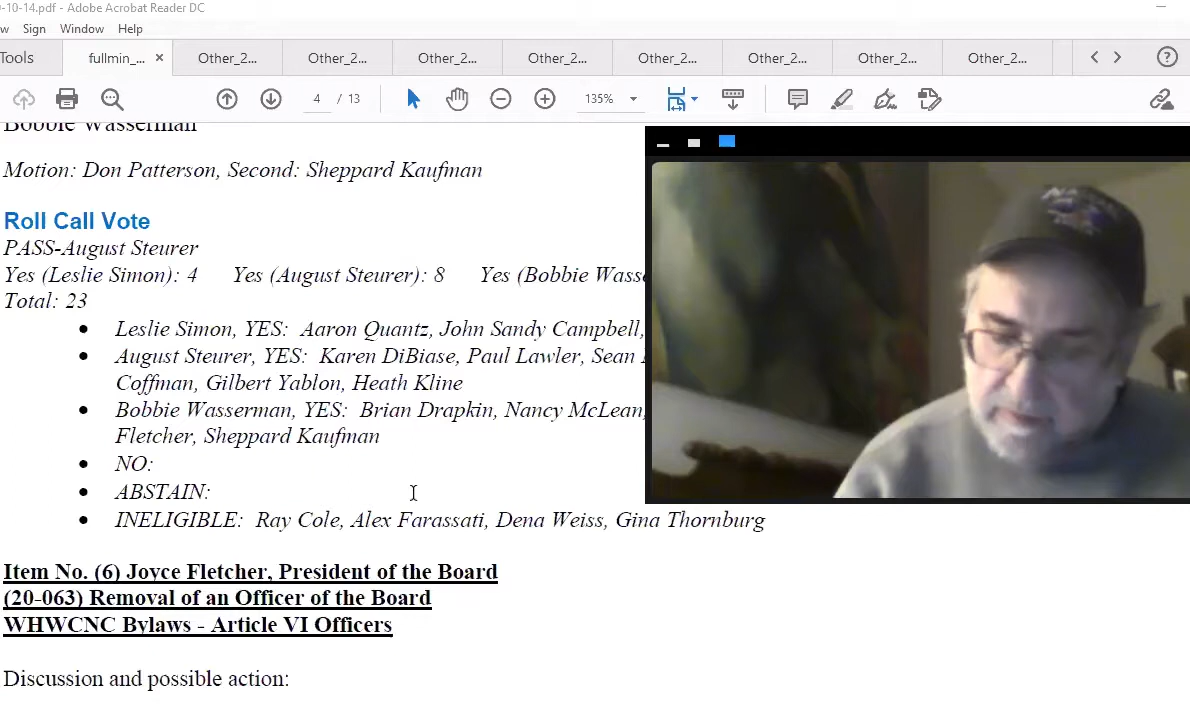 -10-14.pdf - Adobe Acrobat Reader DC
w Sign Window Help
Tools fullmin_... × Other_2... Other_2... Other_2... Other_2... Other_2... Other_2... Other_2... Other_2...
4 / 13 135%
Bobbie Wasserman
Motion: Don Patterson, Second: Sheppard Kaufman
Roll Call Vote
PASS-August Steurer
Yes (Leslie Simon): 4 Yes (August Steurer): 8 Yes (Bobbie Wasse
Total: 23
• Leslie Simon, YES: Aaron Quantz, John Sandy Campbell,
• August Steurer, YES: Karen DiBiase, Paul Lawler, Sean
Coffman, Gilbert Yablon, Heath Kline
• Bobbie Wasserman, YES: Brian Drapkin, Nancy McLean,
Fletcher, Sheppard Kaufman
• NO:
• ABSTAIN:
• INELIGIBLE: Ray Cole, Alex Farassati, Dena Weiss, Gina Thornburg
Item No. (6) Joyce Fletcher, President of the Board
(20-063) Removal of an Officer of the Board
WHWCNC Bylaws - Article VI Officers
Discussion and possible action: